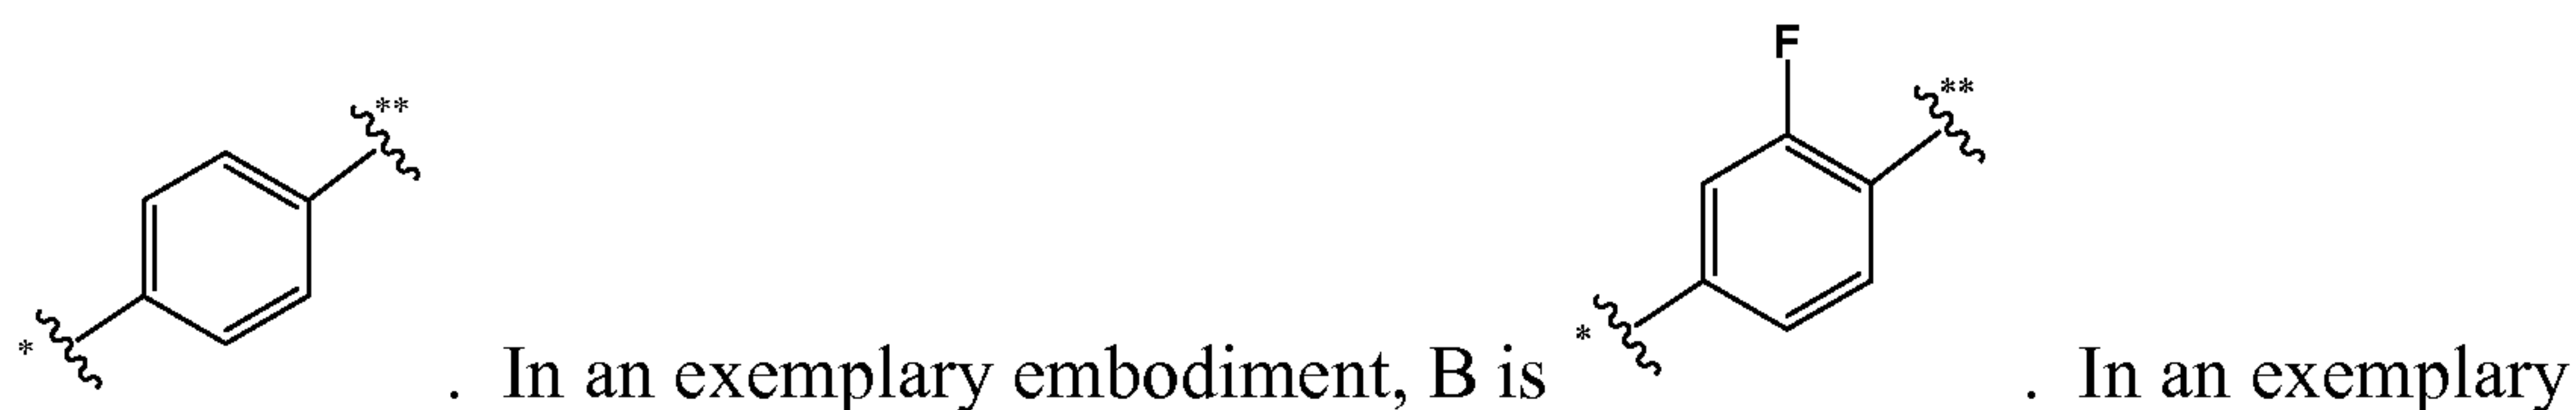 F
** **
* . In an exemplary embodiment, B is * . In an exemplary